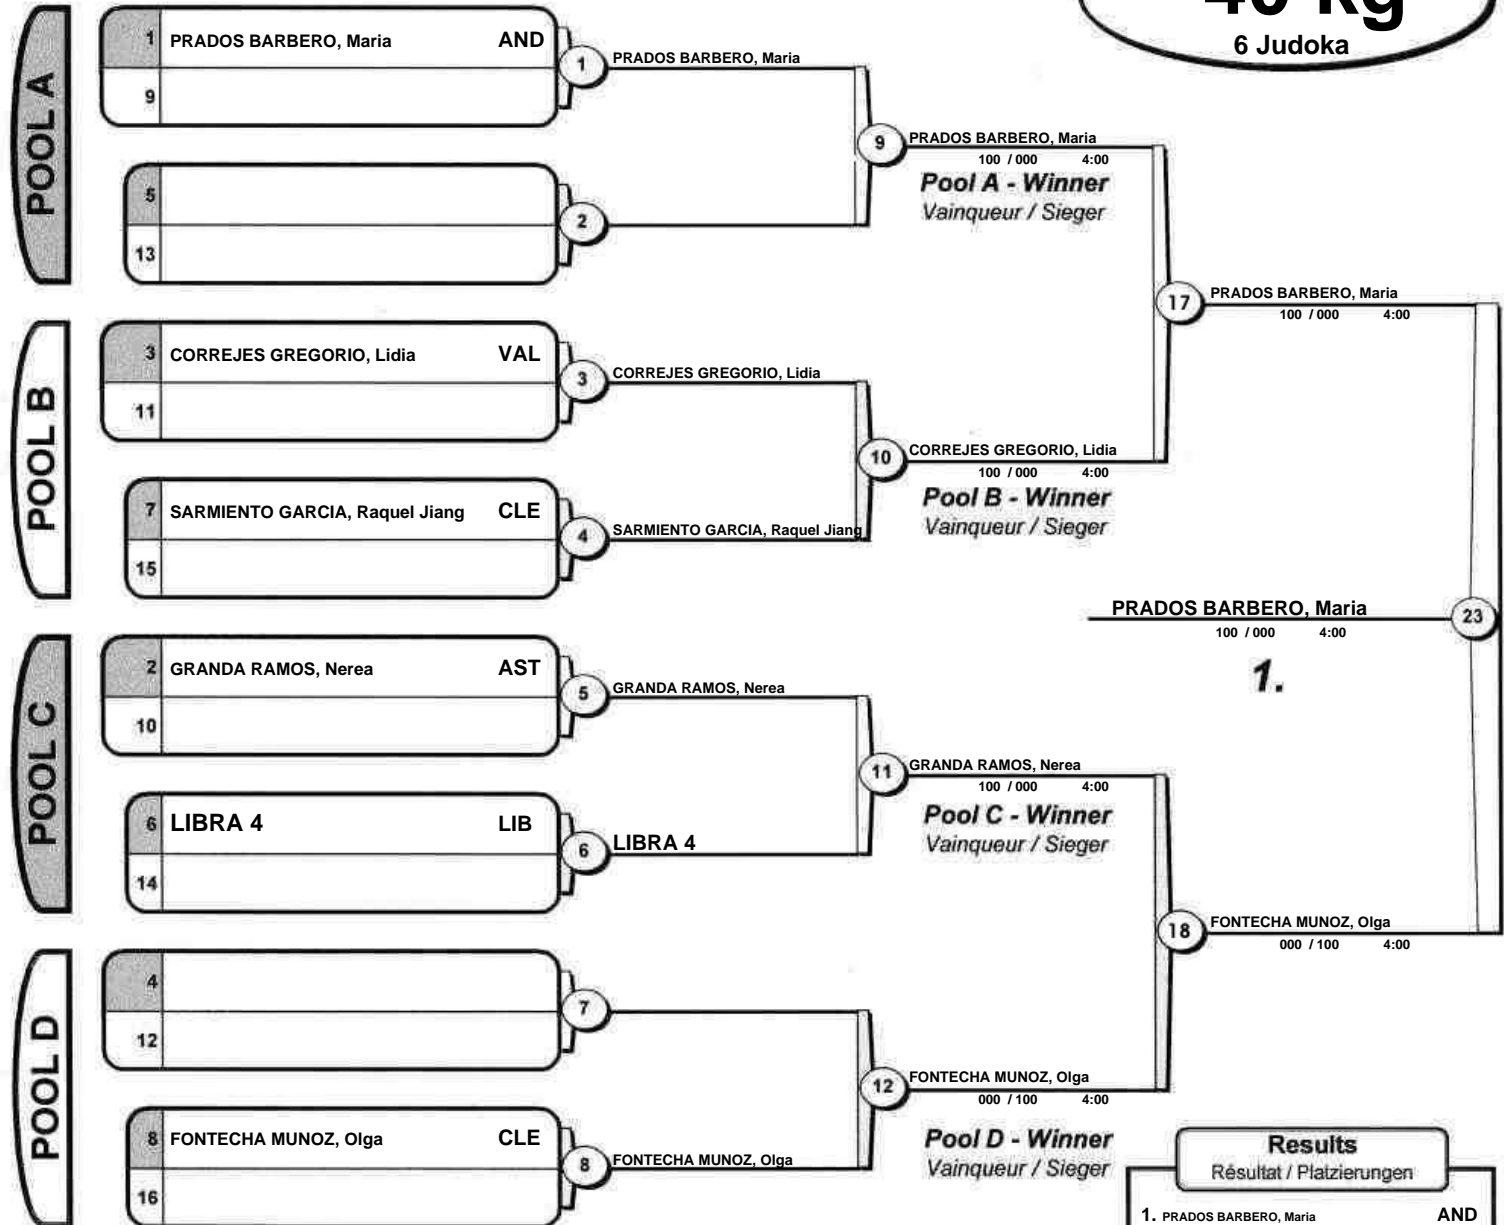 40 kg
6 Judoka
POOL A
1 PRADOS BARBERO, Maria AND
9
1 PRADOS BARBERO, Maria
5
13
2
9 PRADOS BARBERO, Maria
100 / 000 4:00
Pool A - Winner
Vainqueur / Sieger
POOL B
3 CORREJES GREGORIO, Lidia VAL
11
3 CORREJES GREGORIO, Lidia
7 SARMIENTO GARCIA, Raquel Jiang CLE
15
4 SARMIENTO GARCIA, Raquel Jiang
10 CORREJES GREGORIO, Lidia
100 / 000 4:00
Pool B - Winner
Vainqueur / Sieger
17 PRADOS BARBERO, Maria
100 / 000 4:00
PRADOS BARBERO, Maria 23
100 / 000 4:00
1.
POOL C
2 GRANDA RAMOS, Nerea AST
10
5 GRANDA RAMOS, Nerea
6 LIBRA 4 LIB
14
6 LIBRA 4
11 GRANDA RAMOS, Nerea
100 / 000 4:00
Pool C - Winner
Vainqueur / Sieger
18 FONTECHA MUNOZ, Olga
000 / 100 4:00
POOL D
4
12
7
8 FONTECHA MUNOZ, Olga CLE
16
8 FONTECHA MUNOZ, Olga
12 FONTECHA MUNOZ, Olga
000 / 100 4:00
Pool D - Winner
Vainqueur / Sieger
Results
Résultat / Platzierungen
1. PRADOS BARBERO, Maria AND